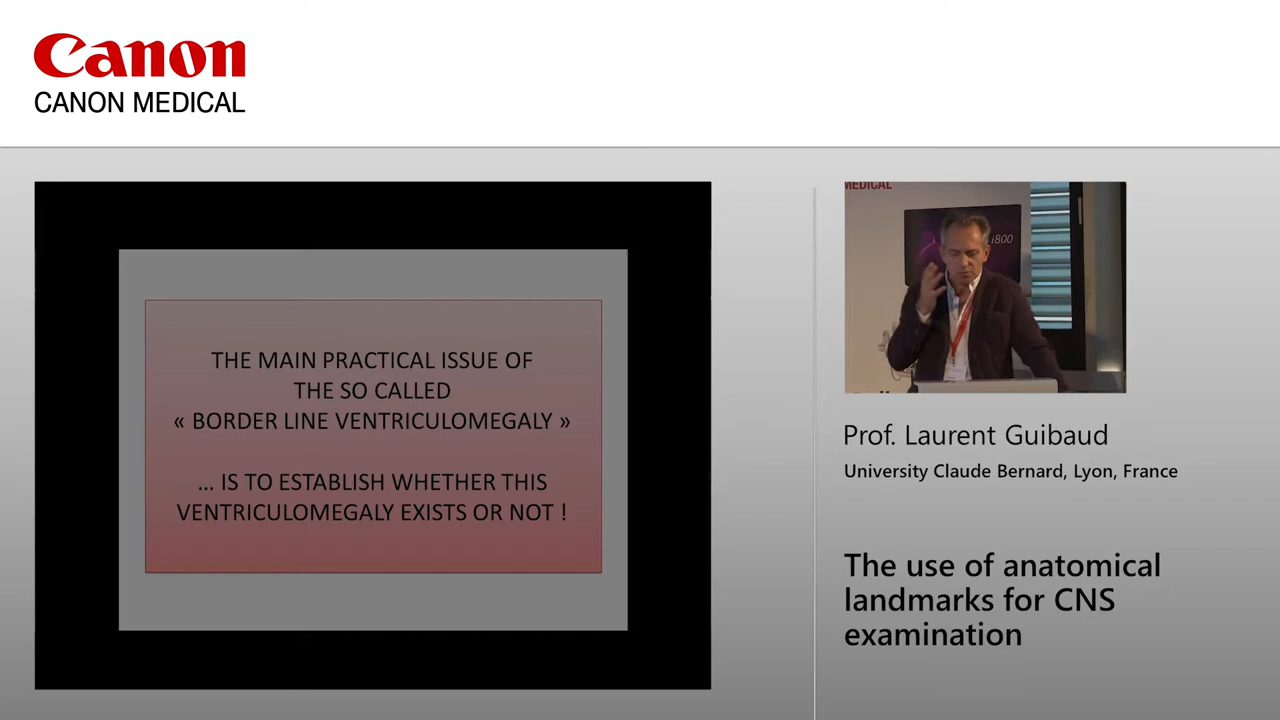 Canon
CANON MEDICAL
MEDICAL
i800
THE MAIN PRACTICAL ISSUE OF
THE SO CALLED
« BORDER LINE VENTRICULOMEGALY »
... IS TO ESTABLISH WHETHER THIS
VENTRICULOMEGALY EXISTS OR NOT !
Prof. Laurent Guibaud
University Claude Bernard, Lyon, France
The use of anatomical
landmarks for CNS
examination